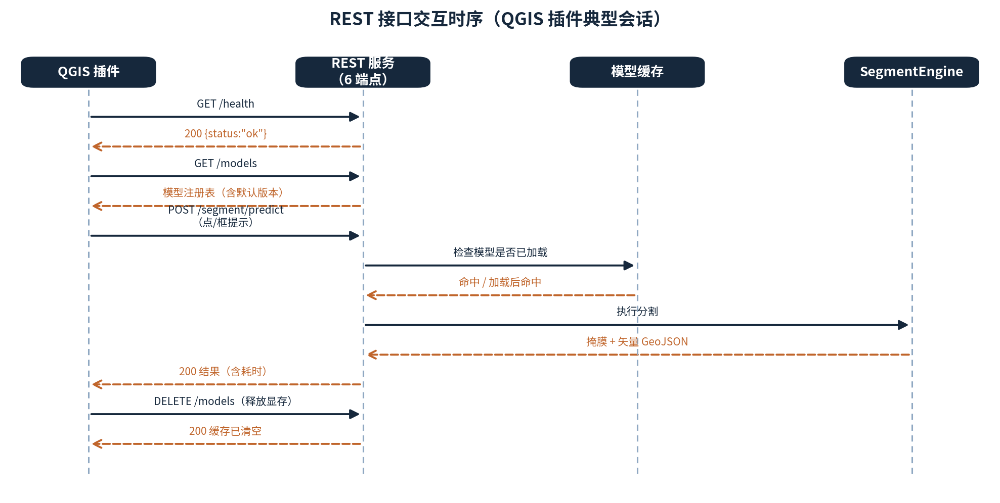 REST 接口交互时序（QGIS 插件典型会话）
QGIS 插件
REST 服务
（6 端点）
模型缓存
SegmentEngine
GET /health
200 {status:"ok"}
GET /models
模型注册表（含默认版本）
POST /segment/predict
（点/框提示）
检查模型是否已加载
命中 / 加载后命中
执行分割
掩膜 + 矢量 GeoJSON
200 结果（含耗时）
DELETE /models（释放显存）
200 缓存已清空